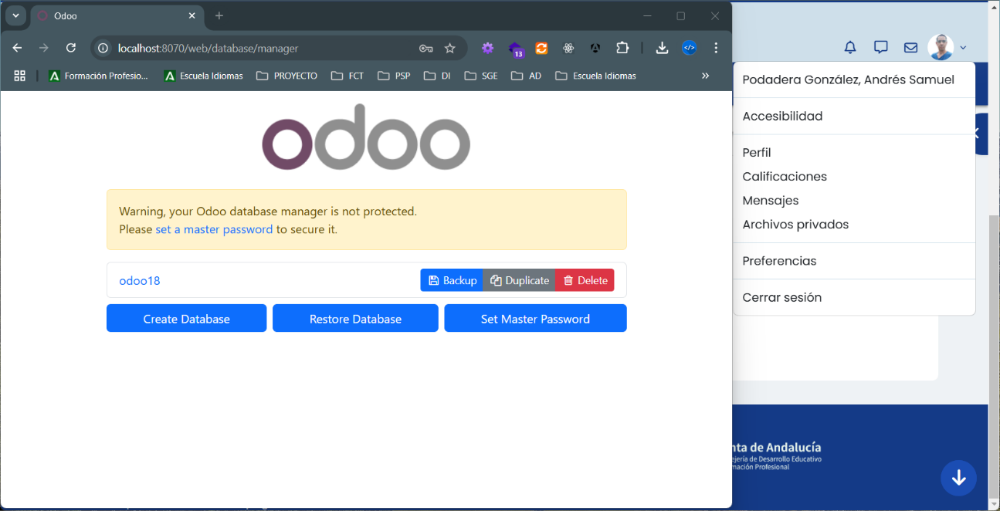 Odoo
localhost:8070/web/database/manager
13
Formación Profesio...
Escuela Idiomas
PROYECTO
FCT
PSP
DI
SGE
AD
Escuela Idiomas
odoo
Warning, your Odoo database manager is not protected.
Please set a master password to secure it.
odoo18
Backup
Duplicate
Delete
Create Database
Restore Database
Set Master Password
Podadera González, Andrés Samuel
Accesibilidad
Perfil
Calificaciones
Mensajes
Archivos privados
Preferencias
Cerrar sesión
nta de Andalucía
ejería de Desarrollo Educativo
mación Profesional